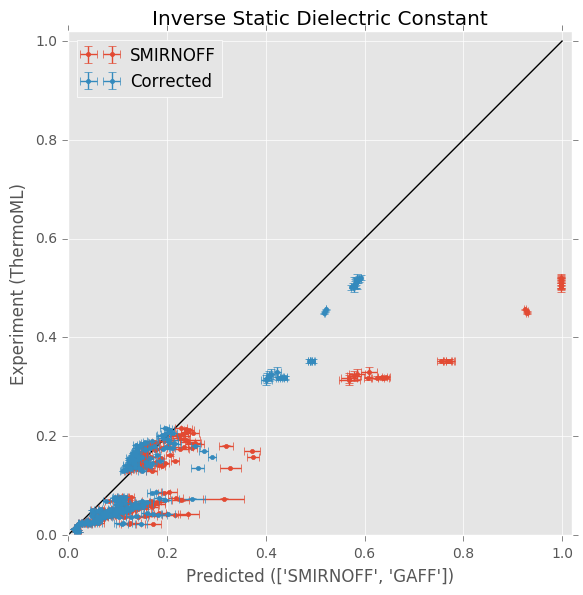 Inverse Static Dielectric Constant
SMIRNOFF
Corrected
Experiment (ThermoML)
1.0
0.8
0.6
0.4
0.2
0.0
0.0 0.2 0.4 0.6 0.8 1.0
Predicted (['SMIRNOFF', 'GAFF'])